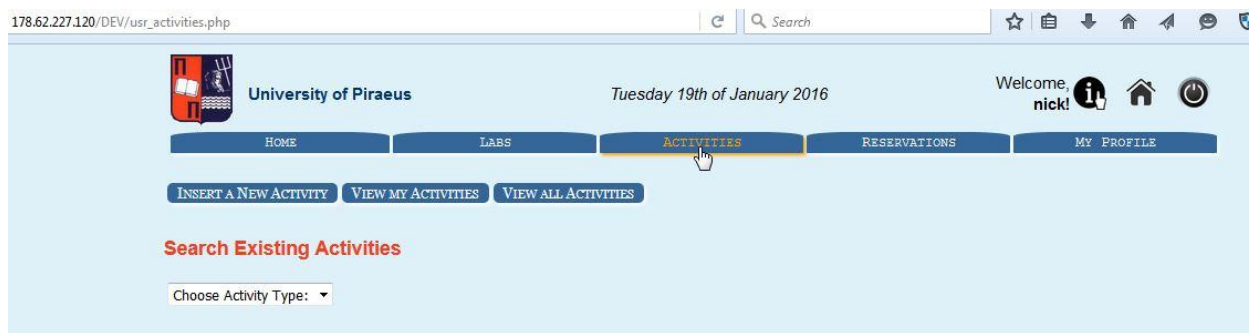 178.62.227.120/DEV/usr_activities.php
Search
Π
Π
University of Piraeus
Tuesday 19th of January 2016
Welcome,
nick!
HOME LABS ACTIVITIES RESERVATIONS MY PROFILE
INSERT A NEW ACTIVITY VIEW MY ACTIVITIES VIEW ALL ACTIVITIES
Search Existing Activities
Choose Activity Type: